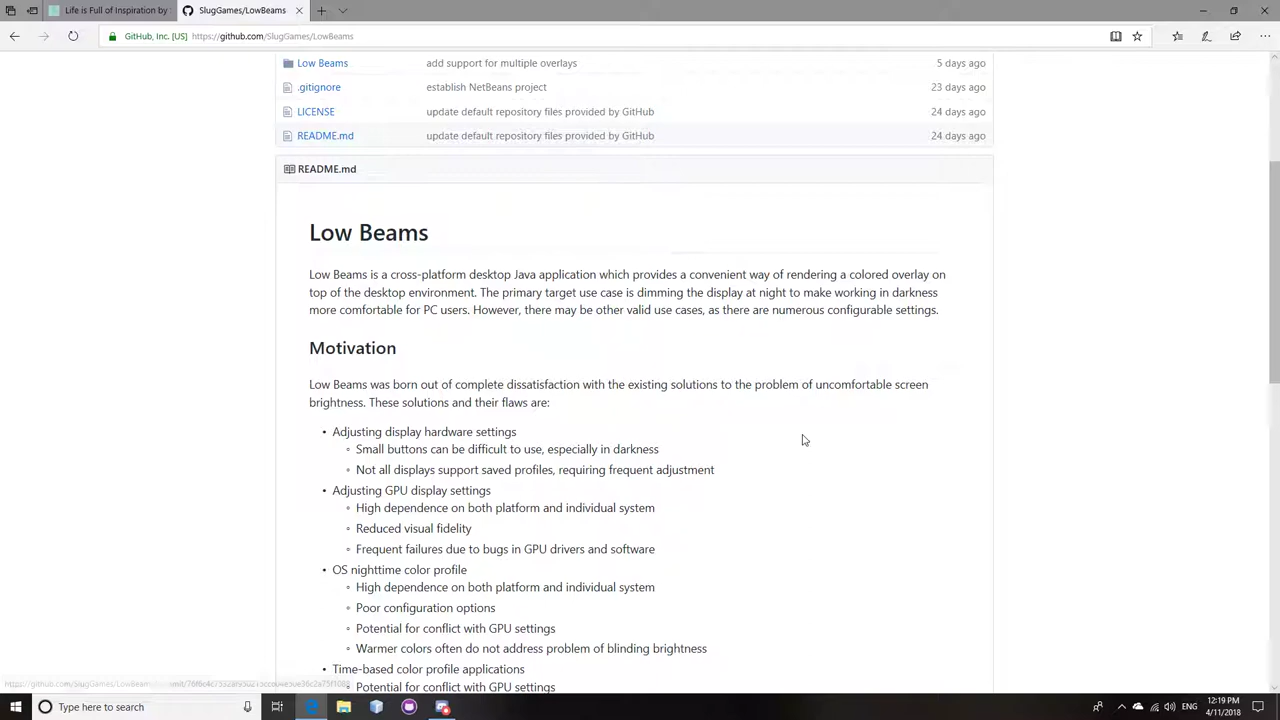 Life is Full of Inspiration by
SlugGames/LowBeams
GitHub, Inc. [US] https://github.com/SlugGames/LowBeams
Low Beams add support for multiple overlays 5 days ago
.gitignore establish NetBeans project 23 days ago
LICENSE update default repository files provided by GitHub 24 days ago
README.md update default repository files provided by GitHub 24 days ago
README.md
Low Beams
Low Beams is a cross-platform desktop Java application which provides a convenient way of rendering a colored overlay on
top of the desktop environment. The primary target use case is dimming the display at night to make working in darkness
more comfortable for PC users. However, there may be other valid use cases, as there are numerous configurable settings.
Motivation
Low Beams was born out of complete dissatisfaction with the existing solutions to the problem of uncomfortable screen
brightness. These solutions and their flaws are:
• Adjusting display hardware settings
◦ Small buttons can be difficult to use, especially in darkness
◦ Not all displays support saved profiles, requiring frequent adjustment
• Adjusting GPU display settings
◦ High dependence on both platform and individual system
◦ Reduced visual fidelity
◦ Frequent failures due to bugs in GPU drivers and software
• OS nighttime color profile
◦ High dependence on both platform and individual system
◦ Poor configuration options
◦ Potential for conflict with GPU settings
◦ Warmer colors often do not address problem of blinding brightness
• Time-based color profile applications
◦ Potential for conflict with GPU settings
Type here to search
ENG
12:19 PM
4/11/2018